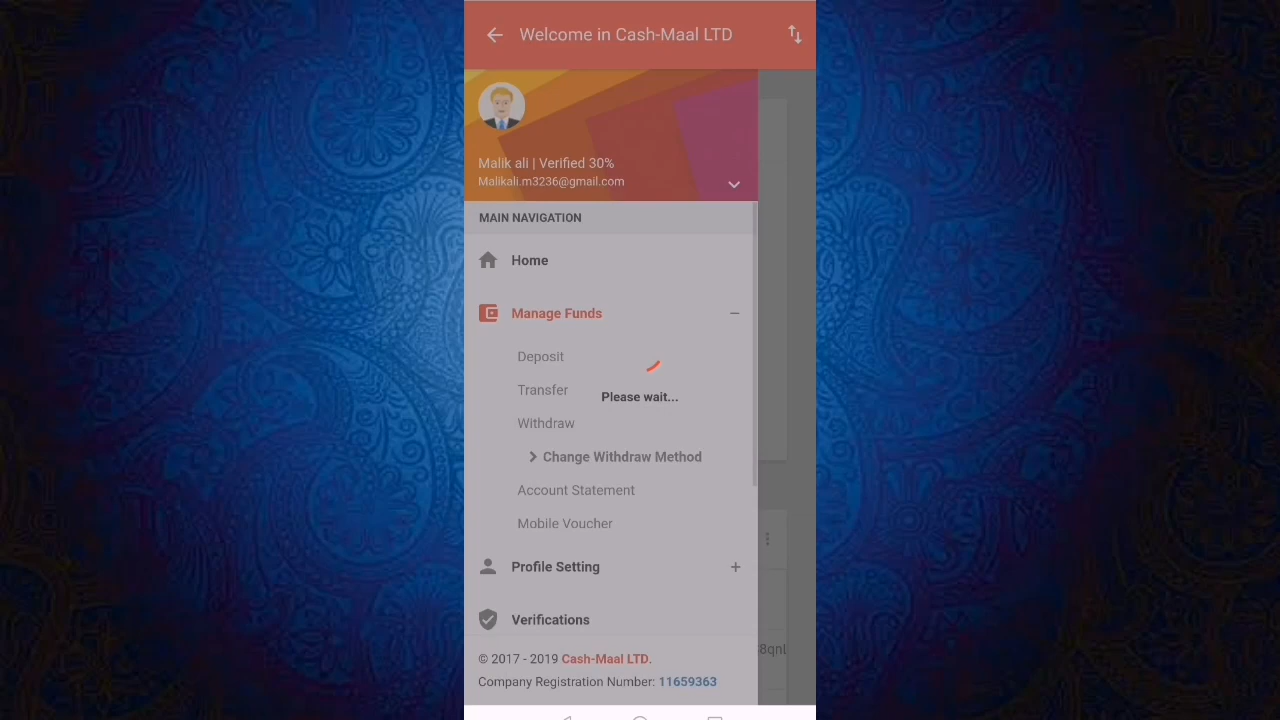 Welcome in Cash-Maal LTD
Malik ali | Verified 30%
Malikali.m3236@gmail.com
MAIN NAVIGATION
Home
Manage Funds
Deposit
Transfer
Please wait...
Withdraw
Change Withdraw Method
Account Statement
Mobile Voucher
Profile Setting
Verifications
8qnL
© 2017 - 2019 Cash-Maal LTD.
Company Registration Number: 11659363